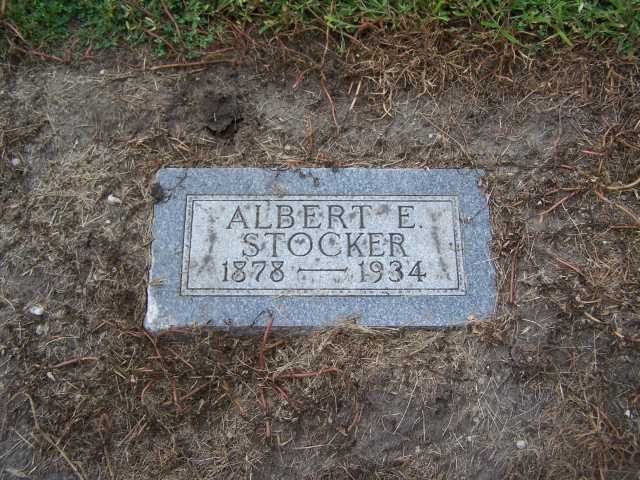 ALBERT E.
STOCKER
1878 — 1934